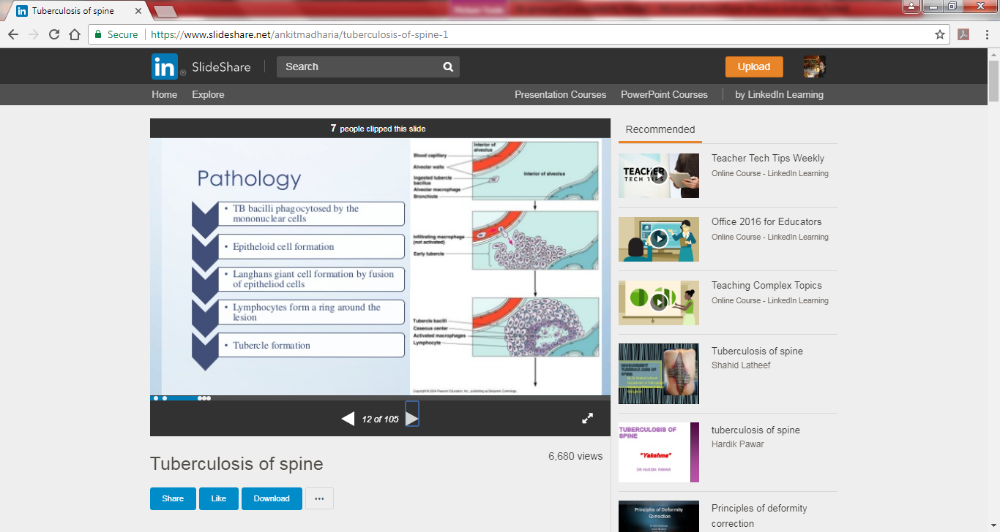 Tuberculosis of spine
Secure
https://www.slideshare.net/ankitmadharia/tuberculosis-of-spine-1
in
SlideShare
Search
Upload
Home
Explore
Presentation Courses
PowerPoint Courses
by LinkedIn Learning
7 people clipped this slide
Pathology
• TB bacilli phagocytosed by the
mononuclear cells
• Epitheloid cell formation
• Langhans giant cell formation by fusion
of epitheliod cells
• Lymphocytes form a ring around the
lesion
• Tubercle formation
Interior of
alveolus
Blood capillary
Alveolar walls
Ingested tubercle
bacillus
Alveolar macrophage
Bronchiole
Interior of alveolus
Infiltrating macrophage
(not activated)
Early tubercle
Tubercle bacilli
Caseous center
Activated macrophages
Lymphocyte
Copyright © 2004 Pearson Education, Inc., publishing as Benjamin Cummings.
12 of 105
Tuberculosis of spine
6,680 views
Share
Like
Download
Recommended
TEACHER
TECH TIPS
Teacher Tech Tips Weekly
Online Course - LinkedIn Learning
Office 2016 for Educators
Online Course - LinkedIn Learning
Teaching Complex Topics
Online Course - LinkedIn Learning
Tuberculosis of spine
Shahid Latheef
TUBERCULOSIS OF
SPINE
"Yakshma"
DR HARDIK PAWAR
tuberculosis of spine
Hardik Pawar
Principles of Deformity
Correction
Principles of deformity
correction